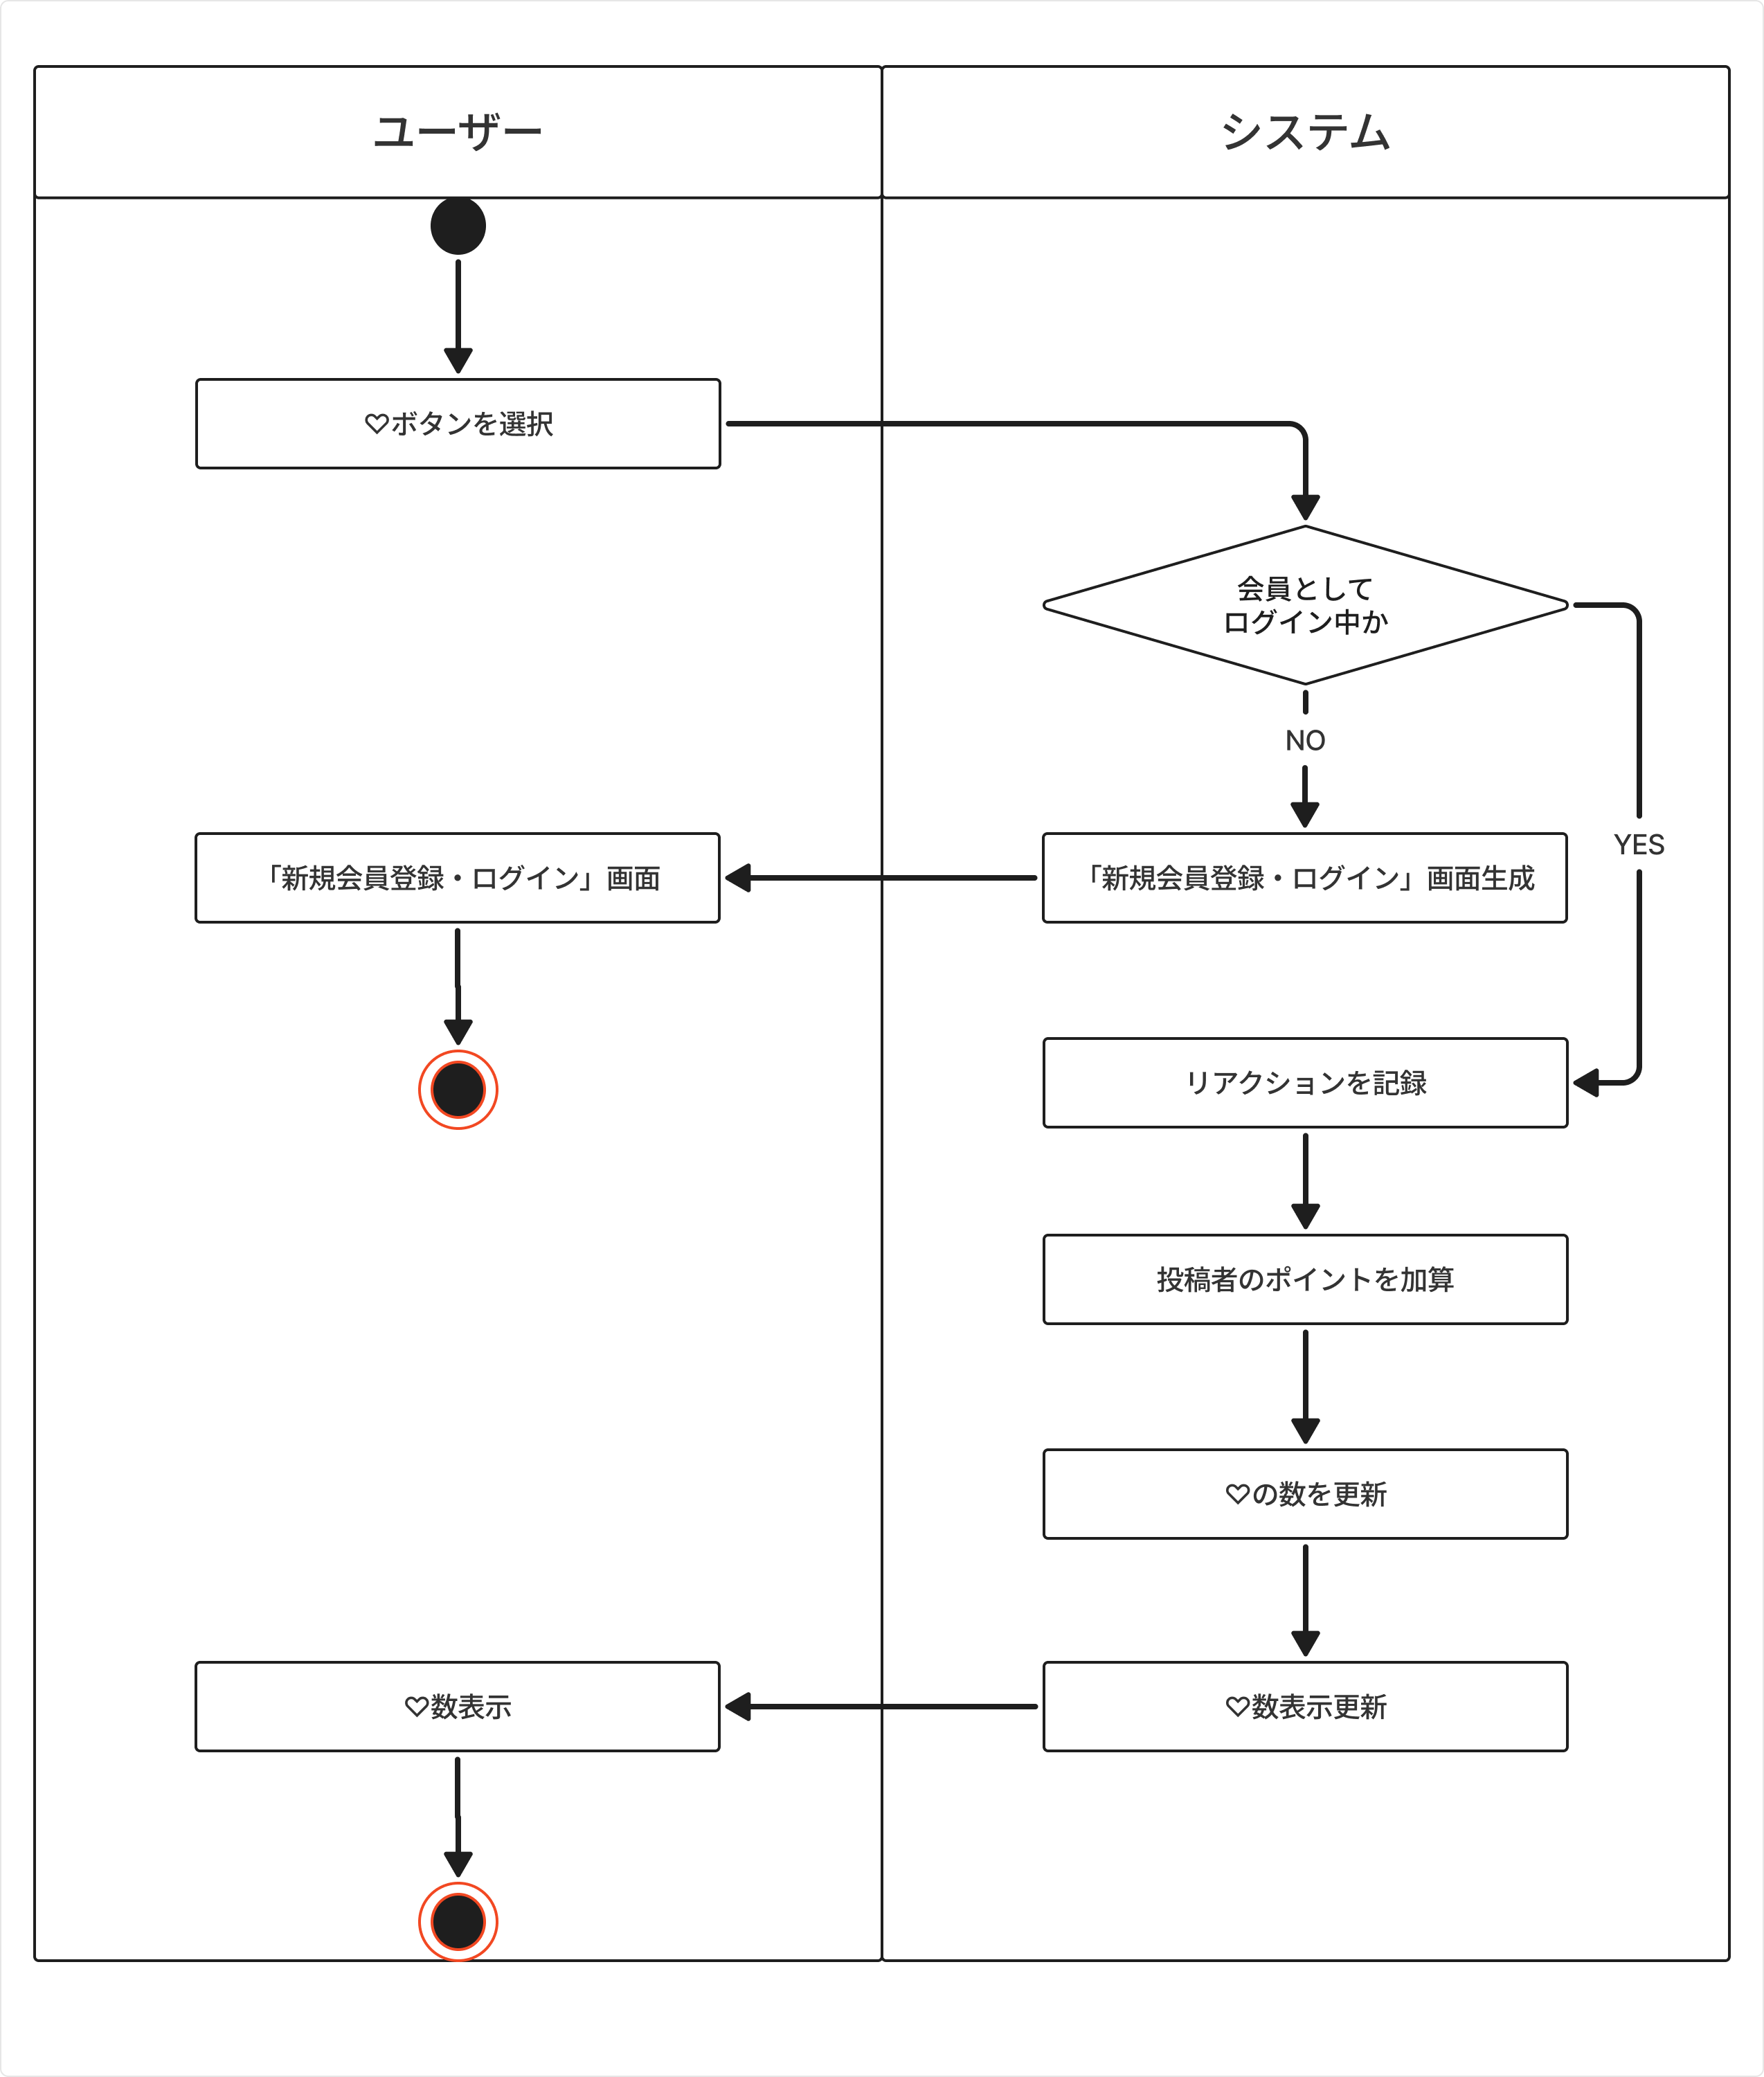 ユーザー
システム
♡ボタンを選択
会員として
ログイン中か
NO
YES
「新規会員登録・ログイン」画面
「新規会員登録・ログイン」画面生成
リアクションを記録
投稿者のポイントを加算
♡の数を更新
♡数表示
♡数表示更新